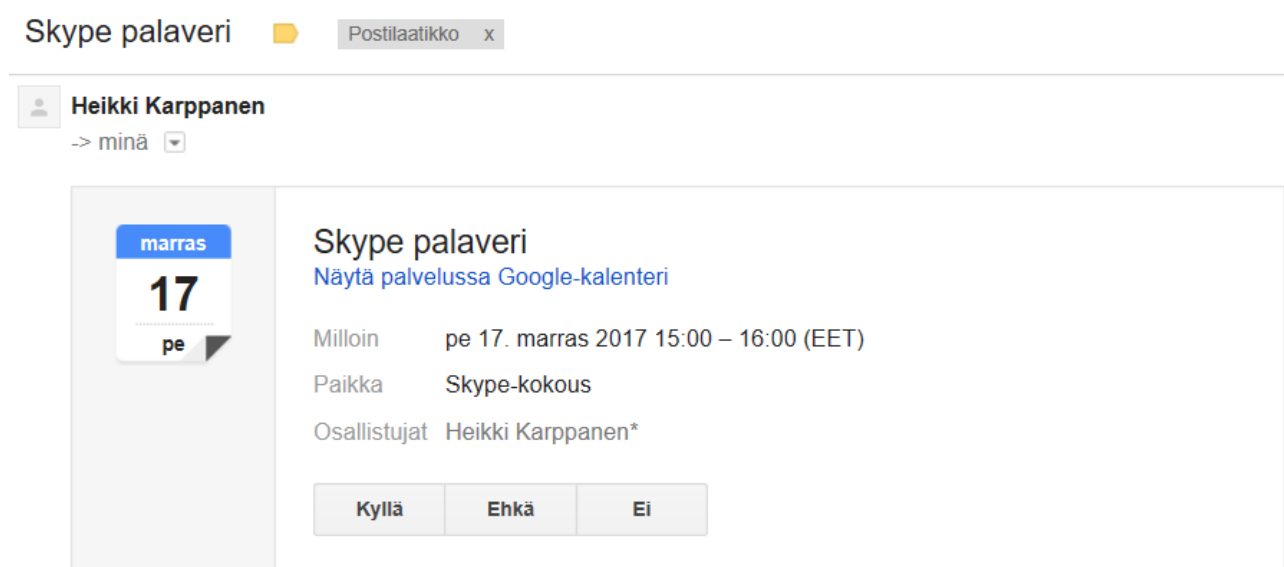 Skype palaveri Postilaatikko x
Heikki Karppanen
-> minä
marras
17
pe
Skype palaveri
Näytä palvelussa Google-kalenteri
Milloin pe 17. marras 2017 15:00 – 16:00 (EET)
Paikka Skype-kokous
Osallistujat Heikki Karppanen*
Kyllä Ehkä Ei